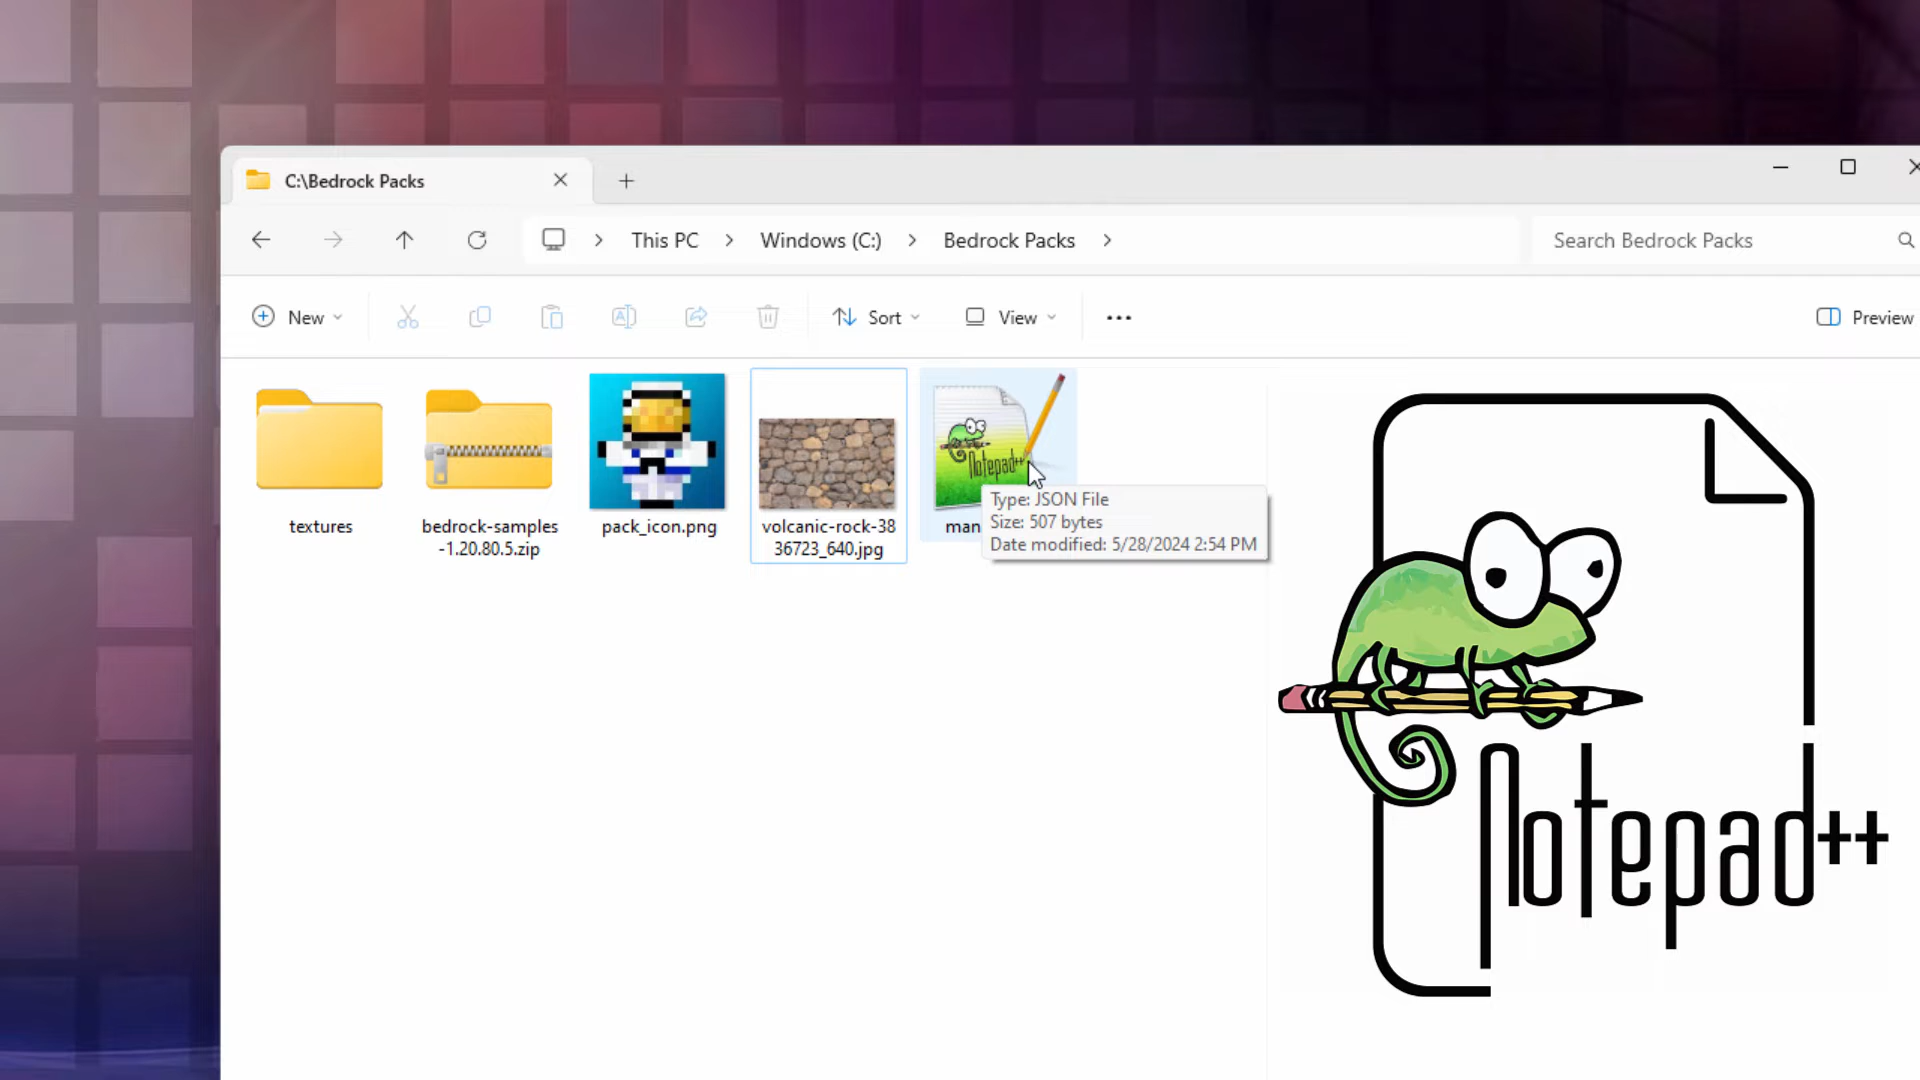 C:\Bedrock Packs
This PC
Windows (C:)
Bedrock Packs
Search Bedrock Packs
New
Sort
View
Preview
textures
bedrock-samples
-1.20.80.5.zip
pack_icon.png
volcanic-rock-38
36723_640.jpg
Notepad++
man
Type: JSON File
Size: 507 bytes
Date modified: 5/28/2024 2:54 PM
Notepad++